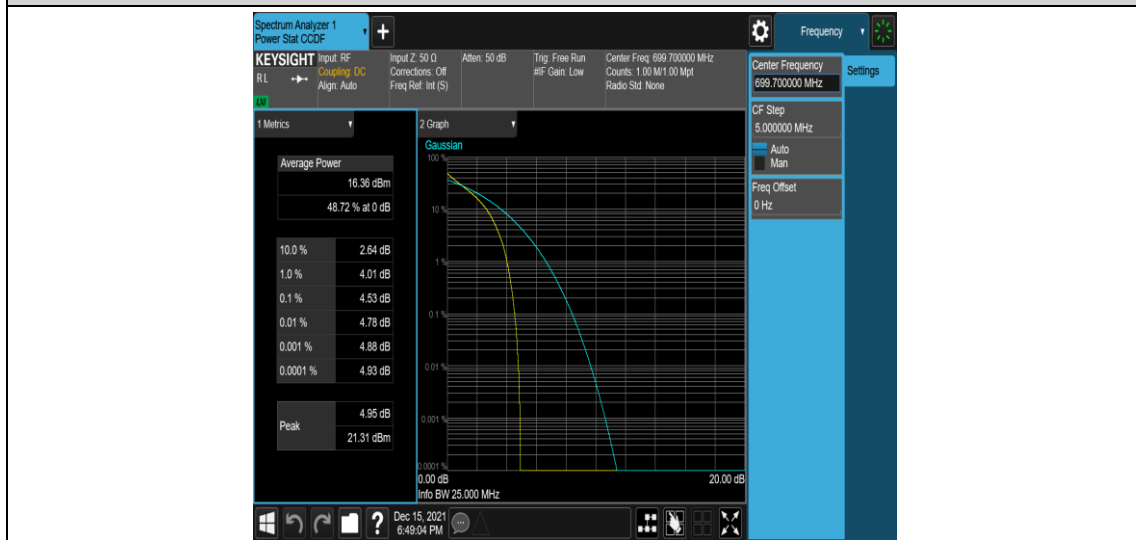 Spectrum Analyzer 1
Power Stat CCDF
+
Frequency
KEYSIGHT
RL
LXI
Input: RF
Coupling: DC
Align: Auto
Input Z: 50 Ω
Corrections: Off
Freq Ref: Int (S)
Atten: 50 dB
Trig: Free Run
#IF Gain: Low
Center Freq: 699.700000 MHz
Counts: 1.00 M/1.00 Mpt
Radio Std: None
Center Frequency
699.700000 MHz
Settings
CF Step
5.000000 MHz
Auto
Man
Freq Offset
0 Hz
1 Metrics
Average Power
16.36 dBm
48.72 % at 0 dB
10.0 % 2.64 dB
1.0 % 4.01 dB
0.1 % 4.53 dB
0.01 % 4.78 dB
0.001 % 4.88 dB
0.0001 % 4.93 dB
Peak
4.95 dB
21.31 dBm
2 Graph
Gaussian
100 %
10 %
1 %
0.1 %
0.01 %
0.001 %
0.0001 %
0.00 dB 20.00 dB
Info BW 25.000 MHz
?
Dec 15, 2021
6:49:04 PM